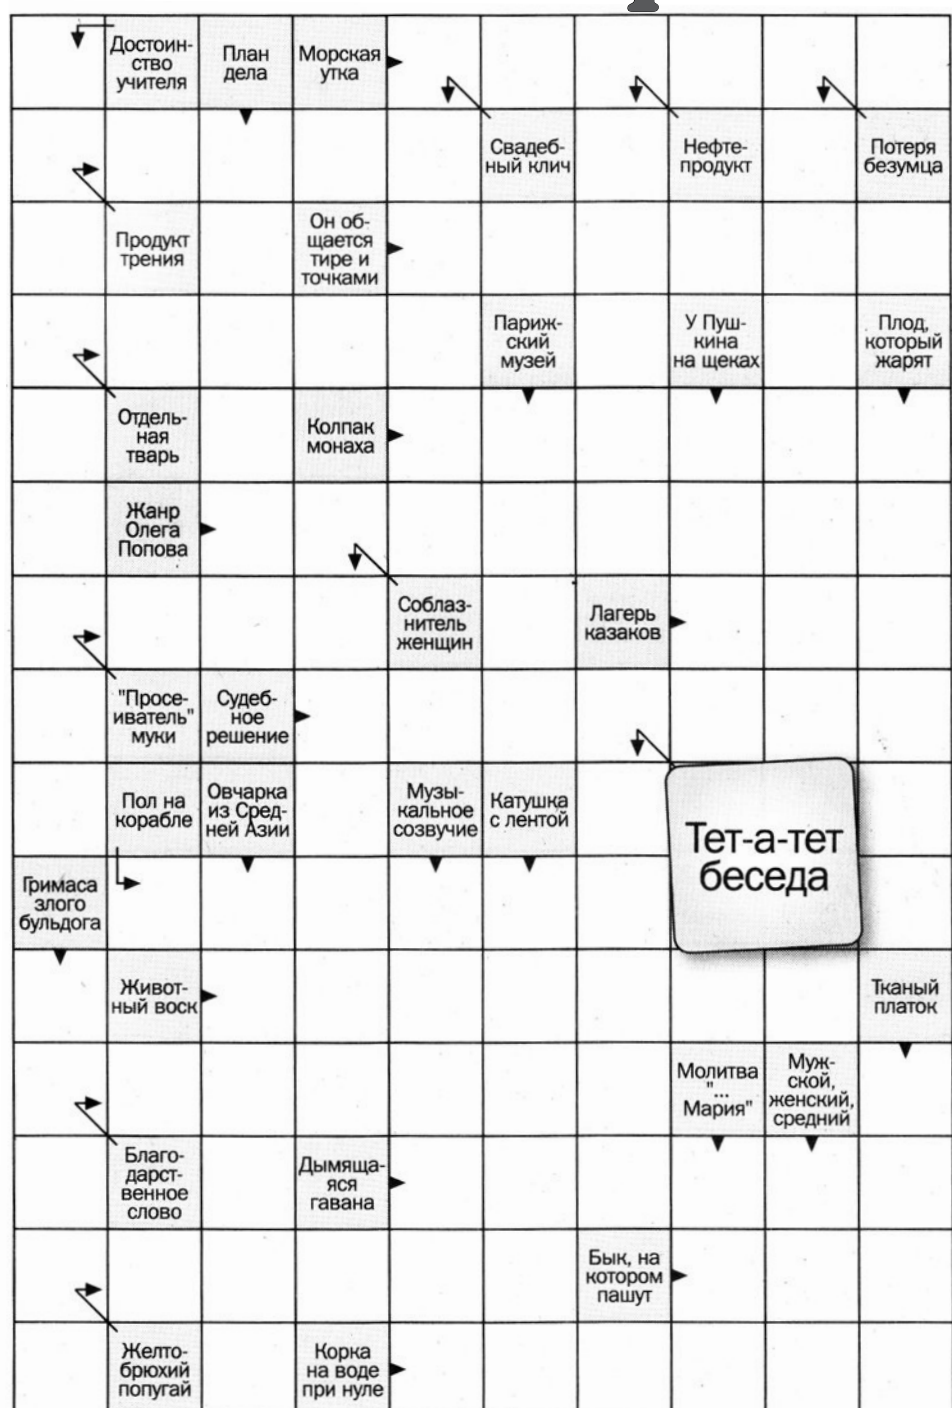 Достоин-
ство
учителя
План
дела
Морская
утка
Свадеб-
ный клич
Нефте-
продукт
Потеря
безумца
Продукт
трения
Он об-
щается
тире и
точками
Париж-
ский
музей
У Пуш-
кина
на щеках
Плод,
который
жарят
Отдель-
ная
тварь
Колпак
монаха
Жанр
Олега
Попова
Соблаз-
нитель
женщин
Лагерь
казаков
"Просе-
иватель"
муки
Судеб-
ное
решение
Пол на
корабле
Овчарка
из Сред-
ней Азии
Музы-
кальное
созвучие
Катушка
с лентой
Тет-а-тет
беседа
Гримаса
злого
бульдога
Живот-
ный воск
Тканый
платок
Молитва
"...
Мария"
Муж-
ской,
женский,
средний
Благо-
дарст-
венное
слово
Дымяща-
яся
гавана
Бык, на
котором
пашут
Желто-
брюхий
попугай
Корка
на воде
при нуле